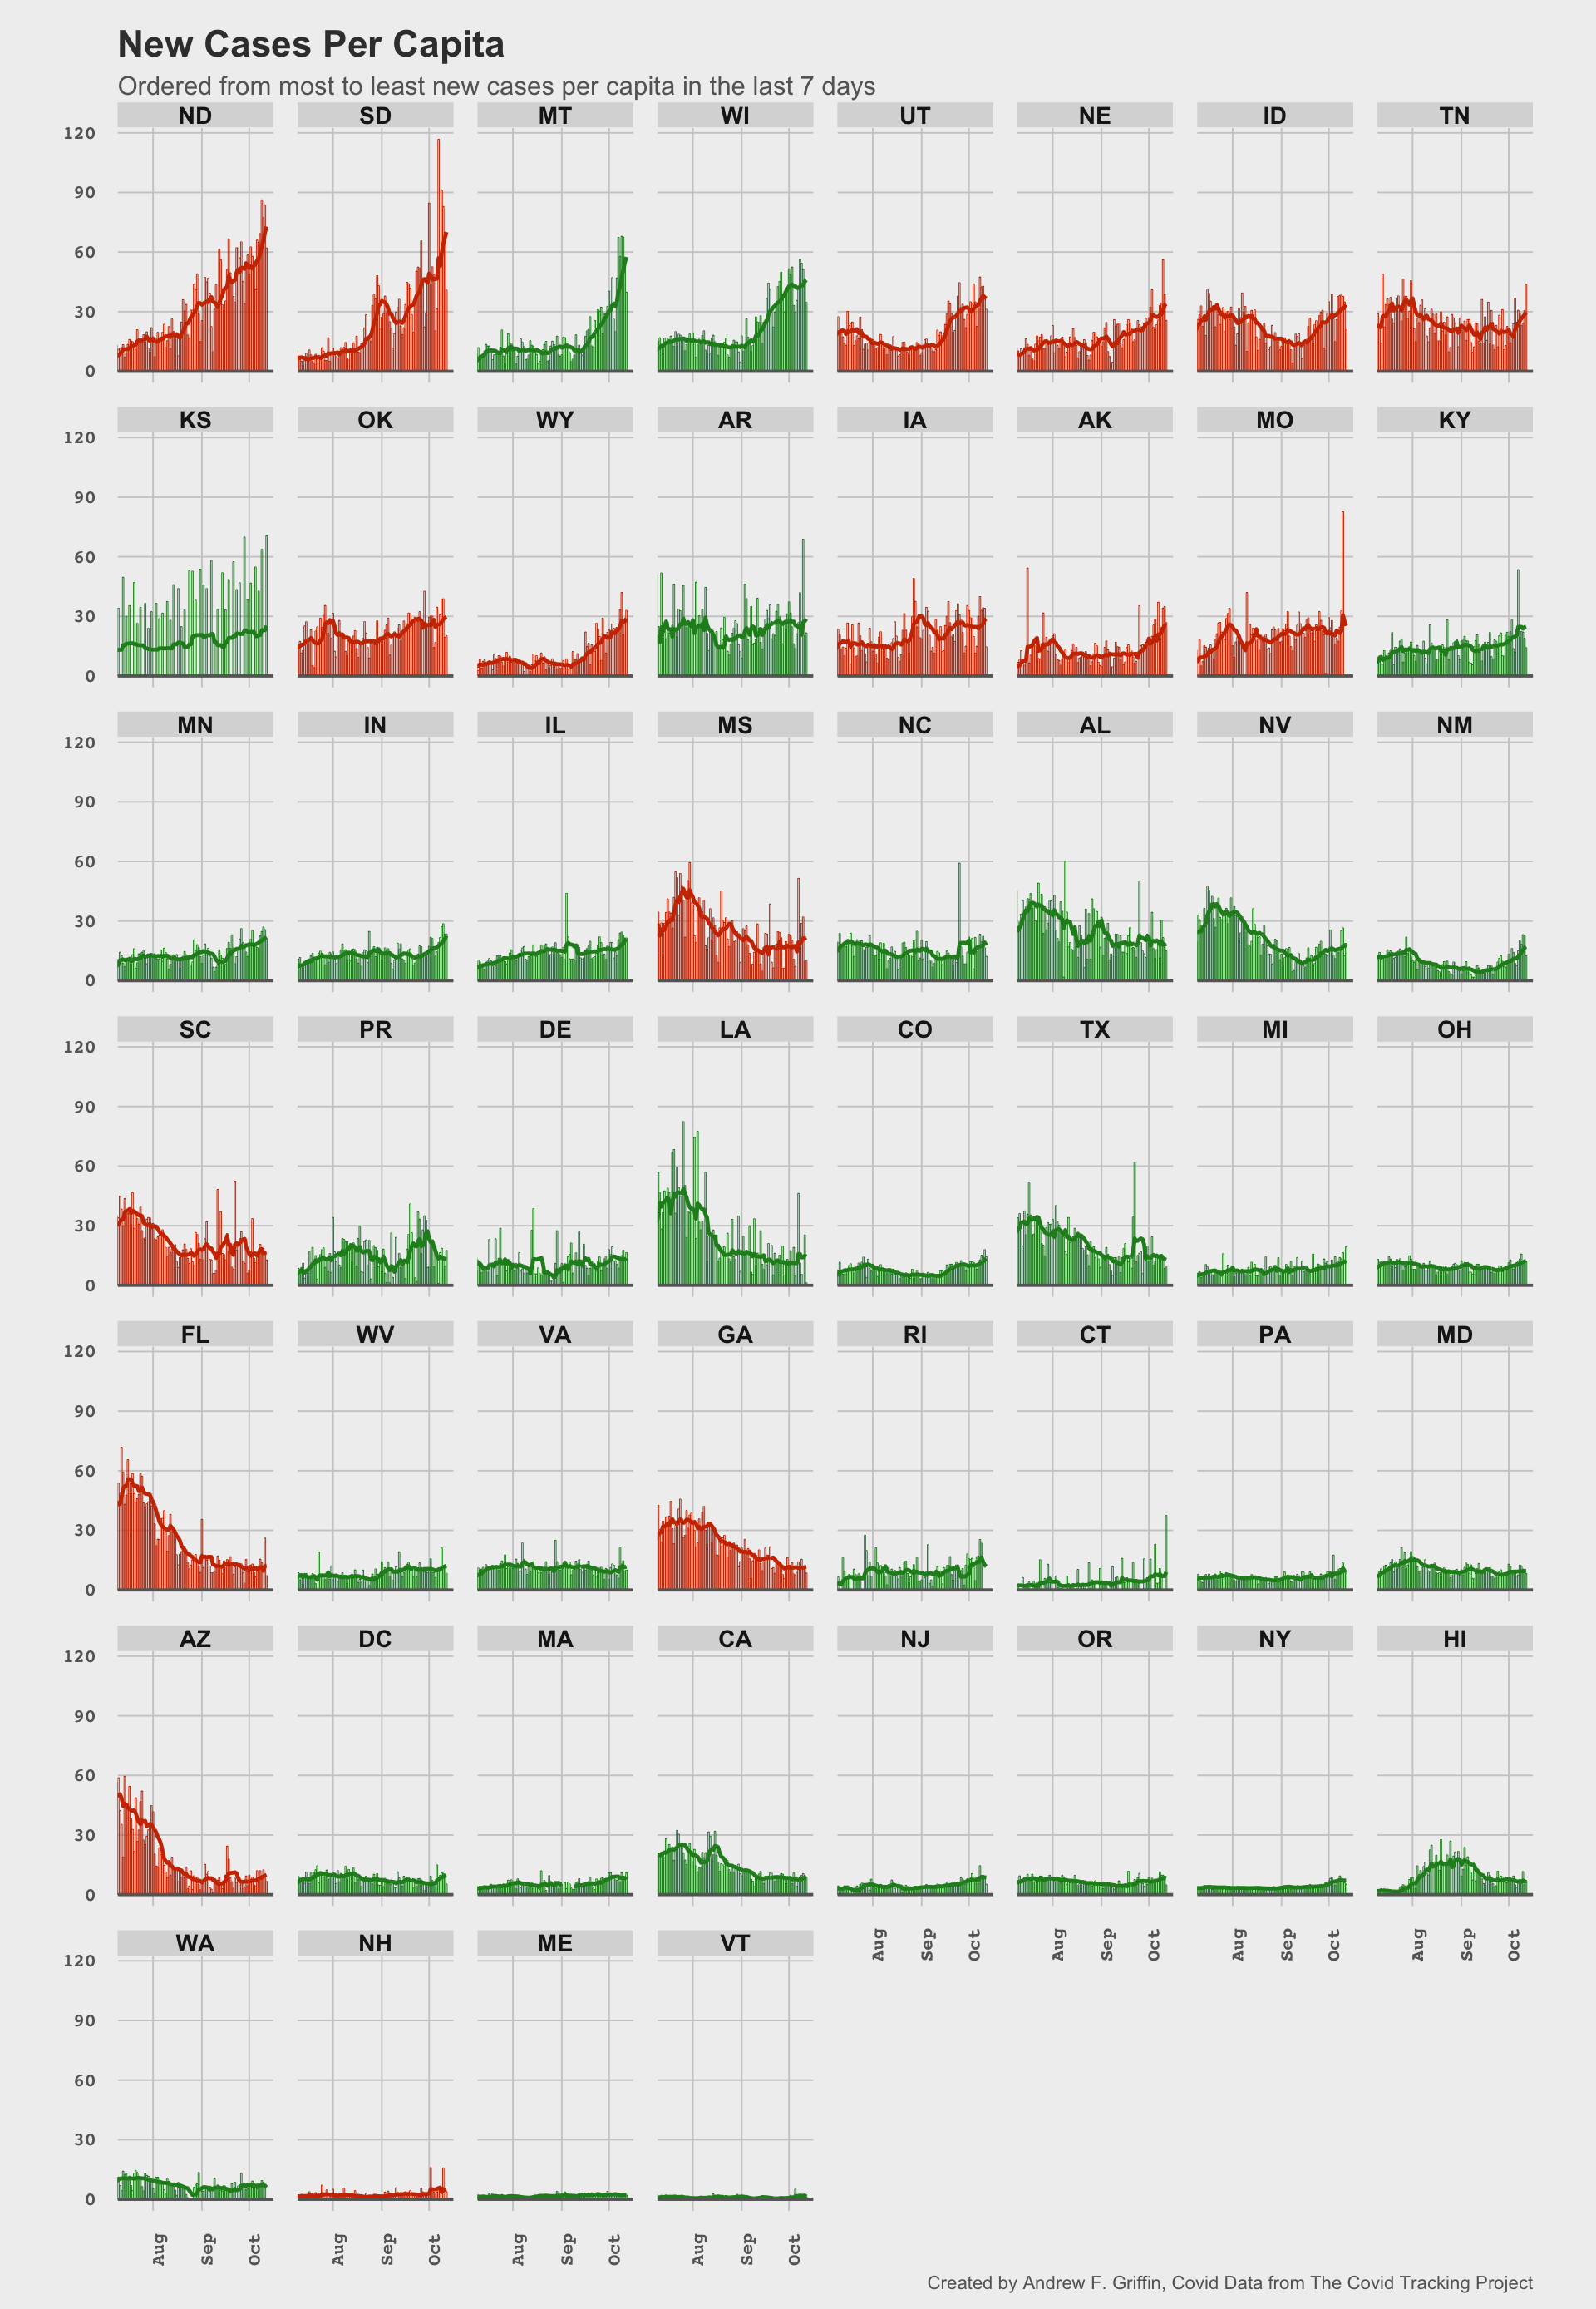 New Cases Per Capita
Ordered from most to least new cases per capita in the last 7 days
ND SD MT WI UT NE ID TN
120
90
60
30
0
KS OK WY AR IA AK MO KY
120
90
60
30
0
MN IN IL MS NC AL NV NM
120
90
60
30
0
SC PR DE LA CO TX MI OH
120
90
60
30
0
FL WV VA GA RI CT PA MD
120
90
60
30
0
AZ DC MA CA NJ OR NY HI
120
90
60
30
0
Aug Sep Oct Aug Sep Oct Aug Sep Oct Aug Sep Oct
WA NH ME VT
120
90
60
30
0
Aug Sep Oct Aug Sep Oct Aug Sep Oct Aug Sep Oct
Created by Andrew F. Griffin, Covid Data from The Covid Tracking Project